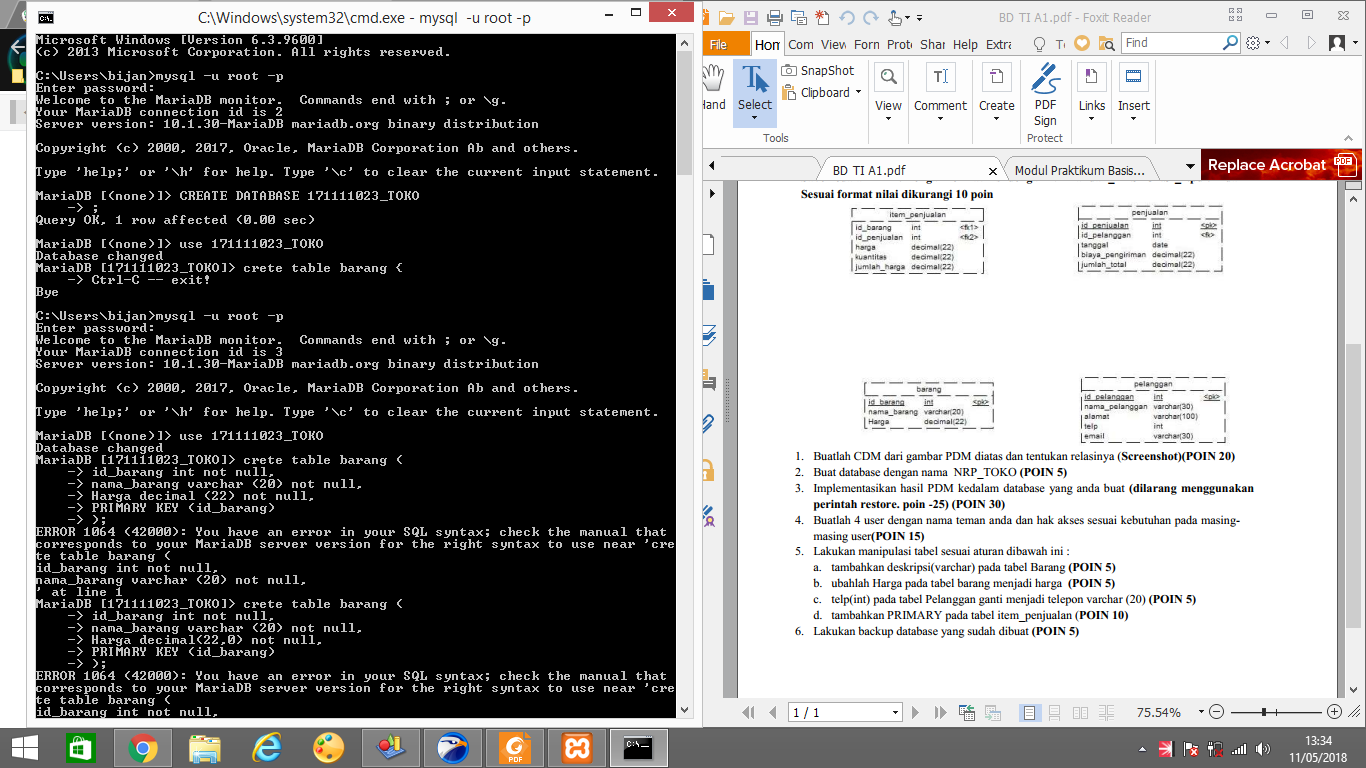 C:\Windows\system32\cmd.exe - mysql -u root -p
Microsoft Windows [Version 6.3.9600]
(c) 2013 Microsoft Corporation. All rights reserved.
C:\Users\bijan>mysql -u root -p
Enter password:
Welcome to the MariaDB monitor.  Commands end with ; or \g.
Your MariaDB connection id is 2
Server version: 10.1.30-MariaDB mariadb.org binary distribution
Copyright (c) 2000, 2017, Oracle, MariaDB Corporation Ab and others.
Type 'help;' or '\h' for help. Type '\c' to clear the current input statement.
MariaDB [(none)]> CREATE DATABASE 171111023_TOKO
-> ;
Query OK, 1 row affected (0.00 sec)
MariaDB [(none)]> use 171111023_TOKO
Database changed
MariaDB [171111023_TOKO]> crete table barang (
-> Ctrl-C -- exit!
Bye
C:\Users\bijan>mysql -u root -p
Enter password:
Welcome to the MariaDB monitor.  Commands end with ; or \g.
Your MariaDB connection id is 3
Server version: 10.1.30-MariaDB mariadb.org binary distribution
Copyright (c) 2000, 2017, Oracle, MariaDB Corporation Ab and others.
Type 'help;' or '\h' for help. Type '\c' to clear the current input statement.
MariaDB [(none)]> use 171111023_TOKO
Database changed
MariaDB [171111023_TOKO]> crete table barang (
-> id_barang int not null,
-> nama_barang varchar (20) not null,
-> Harga decimal (22) not null,
-> PRIMARY KEY (id_barang)
-> );
ERROR 1064 (42000): You have an error in your SQL syntax; check the manual that
corresponds to your MariaDB server version for the right syntax to use near 'cre
te table barang (
id_barang int not null,
nama_barang varchar (20) not null,
' at line 1
MariaDB [171111023_TOKO]> crete table barang (
-> id_barang int not null,
-> nama_barang varchar (20) not null,
-> Harga decimal(22,0) not null,
-> PRIMARY KEY (id_barang)
-> );
ERROR 1064 (42000): You have an error in your SQL syntax; check the manual that
corresponds to your MariaDB server version for the right syntax to use near 'cre
te table barang (
id_barang int not null,
BD TI A1.pdf - Foxit Reader
File Hom Com View Forn Prot Shar Help Extra Find
Hand Select SnapShot Clipboard View Comment Create PDF Sign Links Insert
Tools Protect
BD TI A1.pdf Modul Praktikum Basis... Replace Acrobat PDF
Sesuai format nilai dikurangi 10 poin
item_penjualan
id_barang int <fk1>
id_penjualan int <fk2>
harga decimal(22)
kuantitas decimal(22)
jumlah_harga decimal(22)
penjualan
id_penjualan int <pk>
id_pelanggan int <fk>
tanggal date
biaya_pengiriman decimal(22)
jumlah_total decimal(22)
barang
id_barang int <pk>
nama_barang varchar(20)
Harga decimal(22)
pelanggan
id_pelanggan int <pk>
nama_pelanggan varchar(30)
alamat varchar(100)
telp int
email varchar(30)
1. Buatlah CDM dari gambar PDM diatas dan tentukan relasinya (Screenshot)(POIN 20)
2. Buat database dengan nama NRP_TOKO (POIN 5)
3. Implementasikan hasil PDM kedalam database yang anda buat (dilarang menggunakan
perintah restore. poin -25) (POIN 30)
4. Buatlah 4 user dengan nama teman anda dan hak akses sesuai kebutuhan pada masing-
masing user(POIN 15)
5. Lakukan manipulasi tabel sesuai aturan dibawah ini :
a. tambahkan deskripsi(varchar) pada tabel Barang (POIN 5)
b. ubahlah Harga pada tabel barang menjadi harga (POIN 5)
c. telp(int) pada tabel Pelanggan ganti menjadi telepon varchar (20) (POIN 5)
d. tambahkan PRIMARY pada tabel item_penjualan (POIN 10)
6. Lakukan backup database yang sudah dibuat (POIN 5)
1 / 1 75.54%
PDF
13:34
11/05/2018